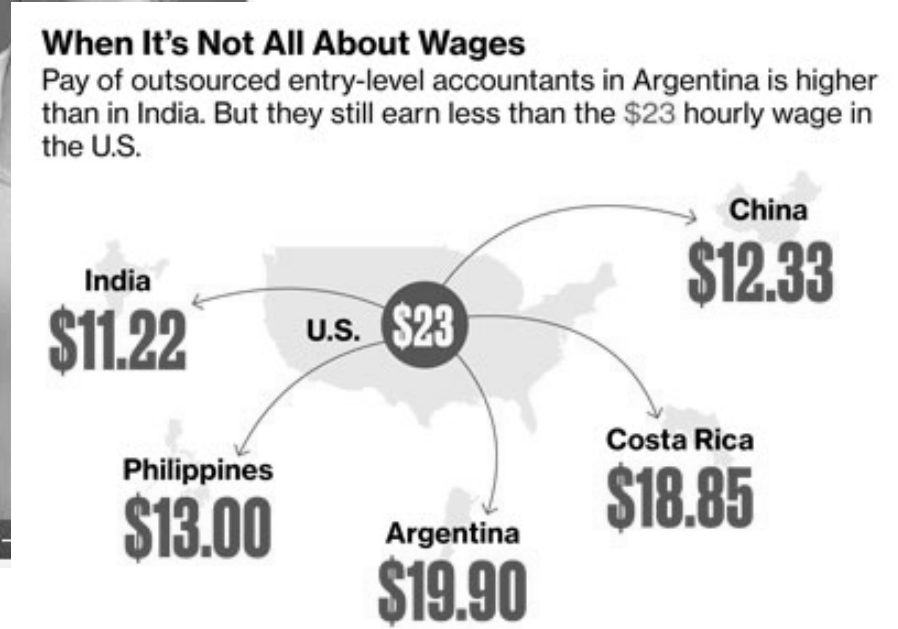 When It's Not All About Wages
Pay of outsourced entry-level accountants in Argentina is higher
than in India. But they still earn less than the $23 hourly wage in
the U.S.
China
$12.33
India
$11.22
U.S.
$23
Costa Rica
$18.85
Philippines
$13.00
Argentina
$19.90